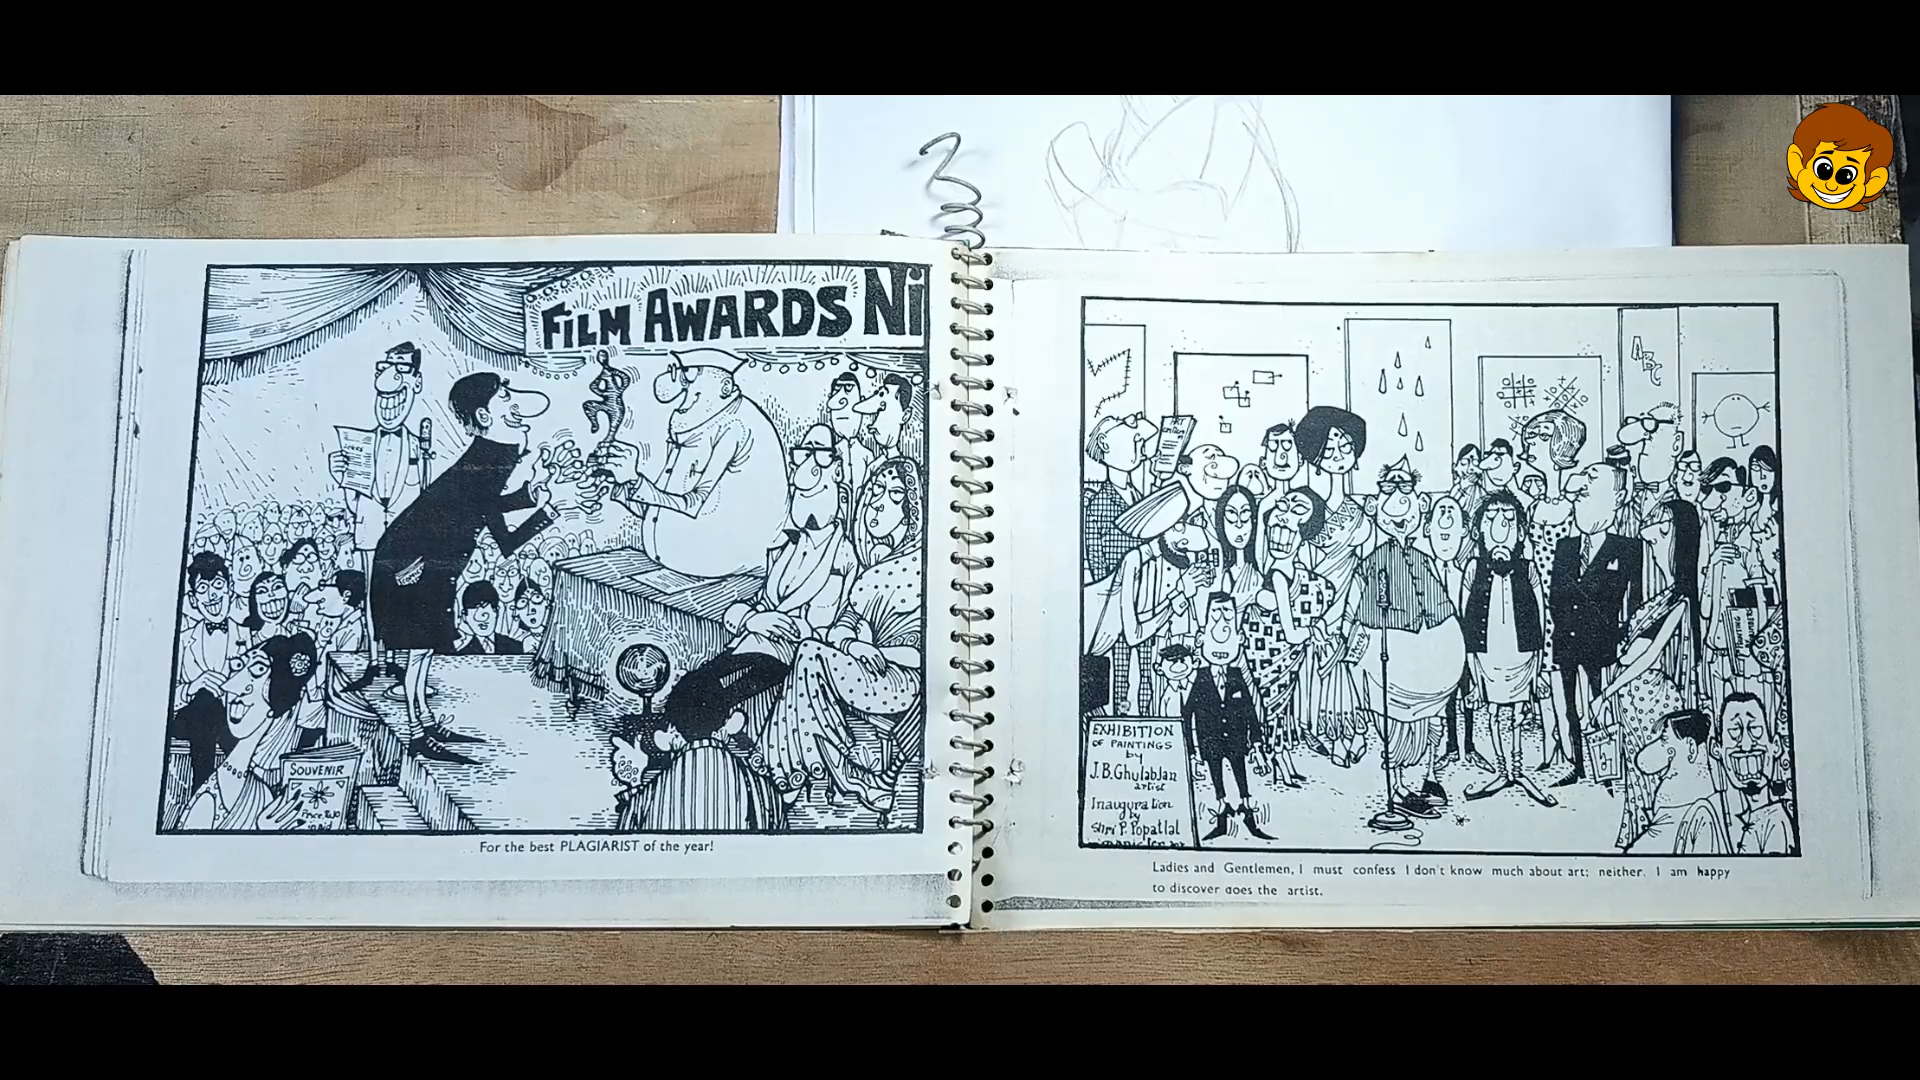 FILM AWARDS Ni
SOUVENIR
For the best PLAGIARIST of the year!
ABC
EXHIBITION
OF PAINTINGS
by
J.B.Ghulabjan
artist
Inauguration
by
Shri P. Popatlal
Ladies and Gentlemen, I must confess I don't know much about art; neither. I am happy
to discover does the artist.